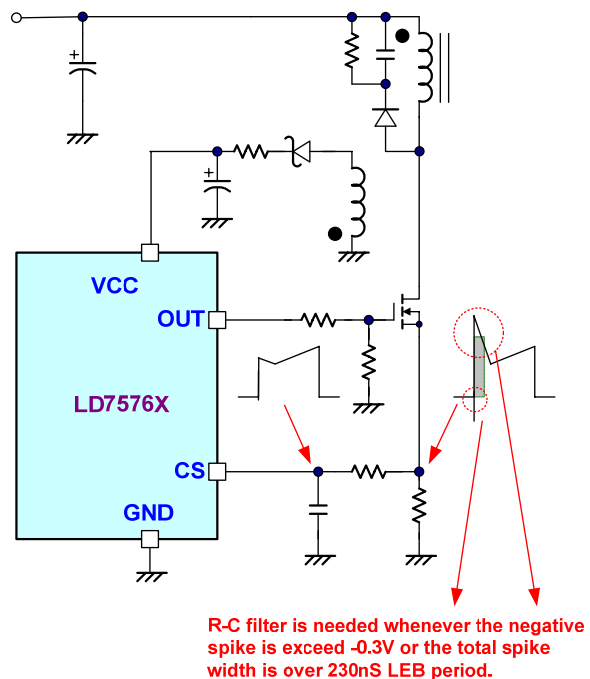 +
+
VCC
OUT
LD7576X
CS
GND
R-C filter is needed whenever the negative
spike is exceed -0.3V or the total spike
width is over 230nS LEB period.